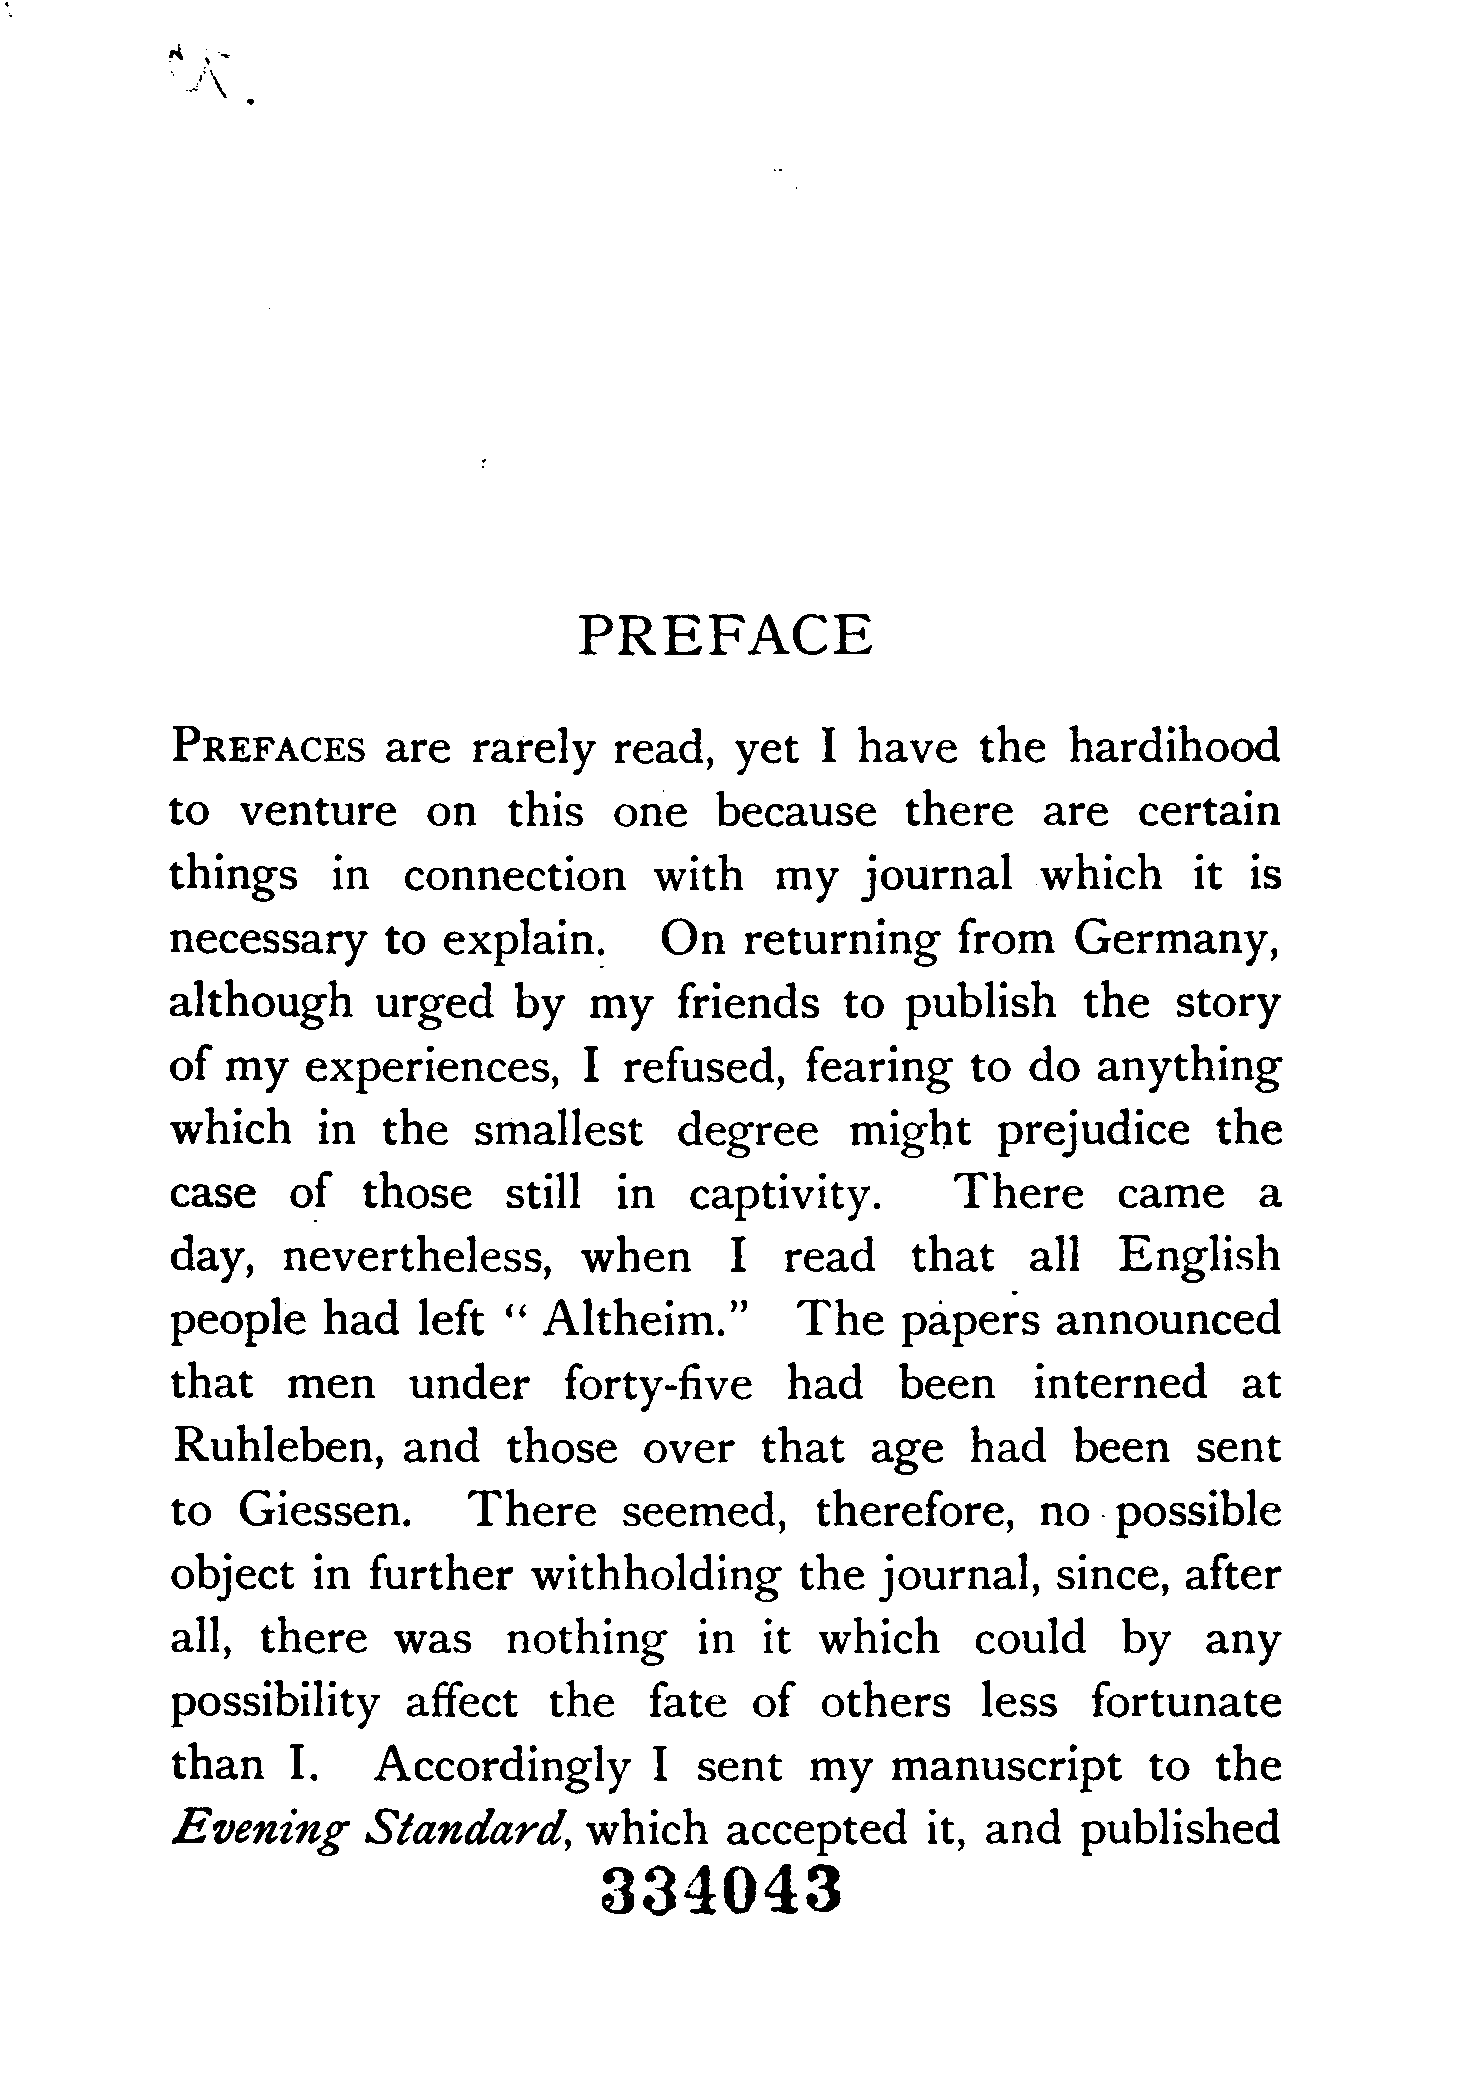 PREFACE
PREFACES are rarely read, yet I have the hardihood
to venture on this one because there are certain
things in connection with my journal which it is
necessary to explain. On returning from Germany,
although urged by my friends to publish the story
of my experiences, I refused, fearing to do anything
which in the smallest degree might prejudice the
case of those still in captivity. There came a
day, nevertheless, when I read that all English
people had left “ Altheim.” The papers announced
that men under forty-five had been interned at
Ruhleben, and those over that age had been sent
to Giessen. There seemed, therefore, no possible
object in further withholding the journal, since, after
all, there was nothing in it which could by any
possibility affect the fate of others less fortunate
than I. Accordingly I sent my manuscript to the
Evening Standard, which accepted it, and published
334043